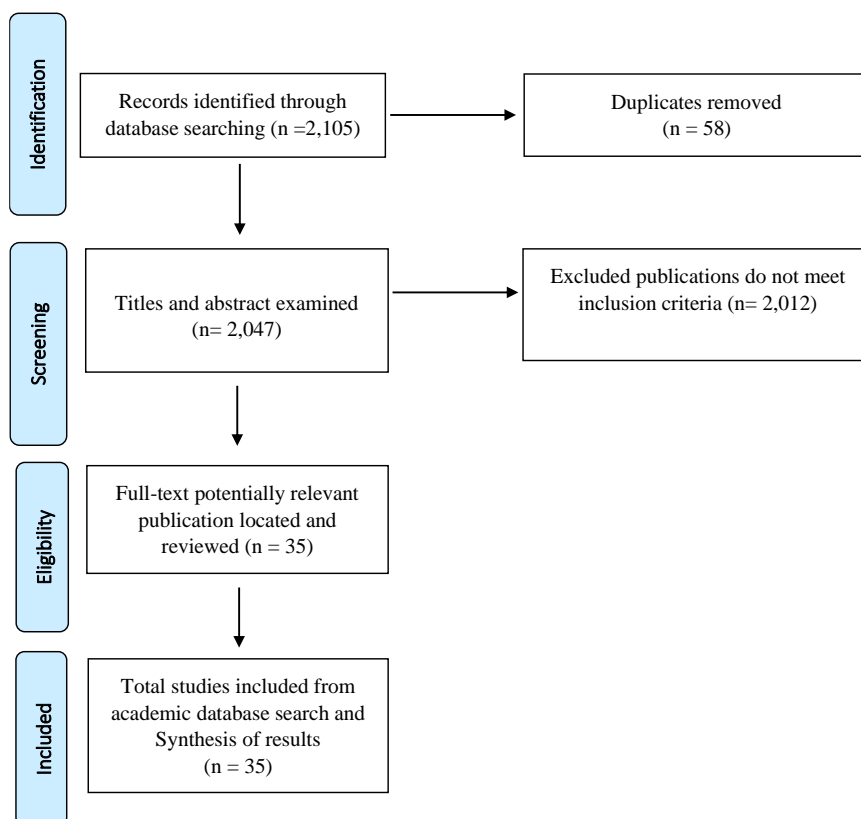 Identification
Records identified through
database searching (n =2,105)
Duplicates removed
(n = 58)
Screening
Titles and abstract examined
(n= 2,047)
Excluded publications do not meet
inclusion criteria (n= 2,012)
Eligibility
Full-text potentially relevant
publication located and
reviewed (n = 35)
Included
Total studies included from
academic database search and
Synthesis of results
(n = 35)